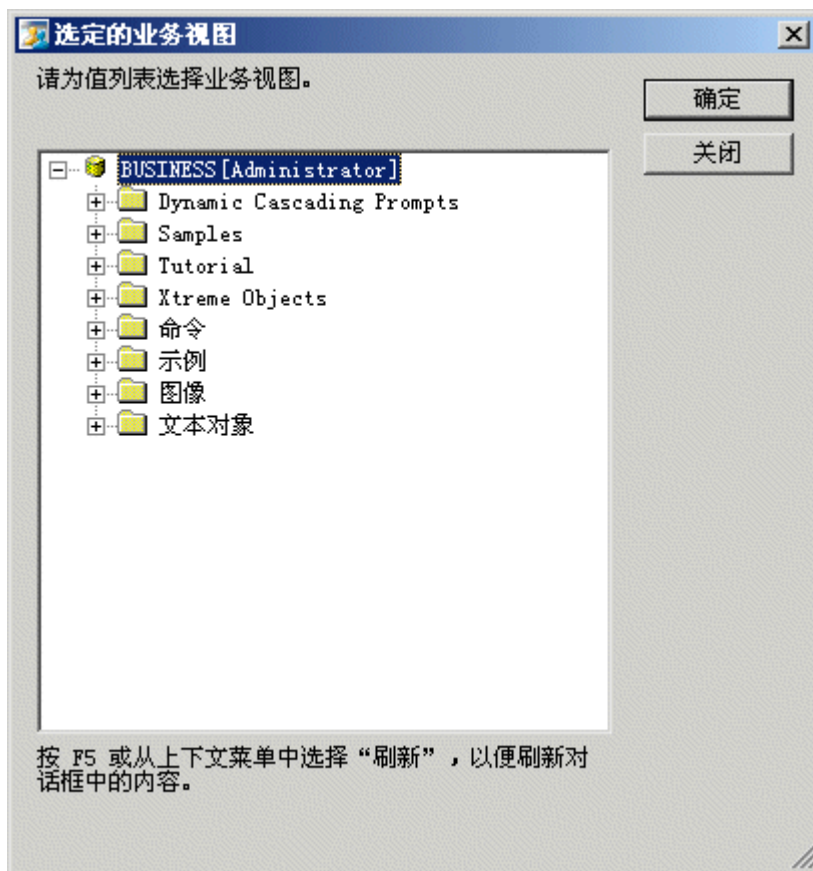 选定的业务视图
请为值列表选择业务视图。
确定
关闭
BUSINESS[Administrator]
Dynamic Cascading Prompts
Samples
Tutorial
Xtreme Objects
命令
示例
图像
文本对象
按 F5 或从上下文菜单中选择“刷新”，以便刷新对
话框中的内容。